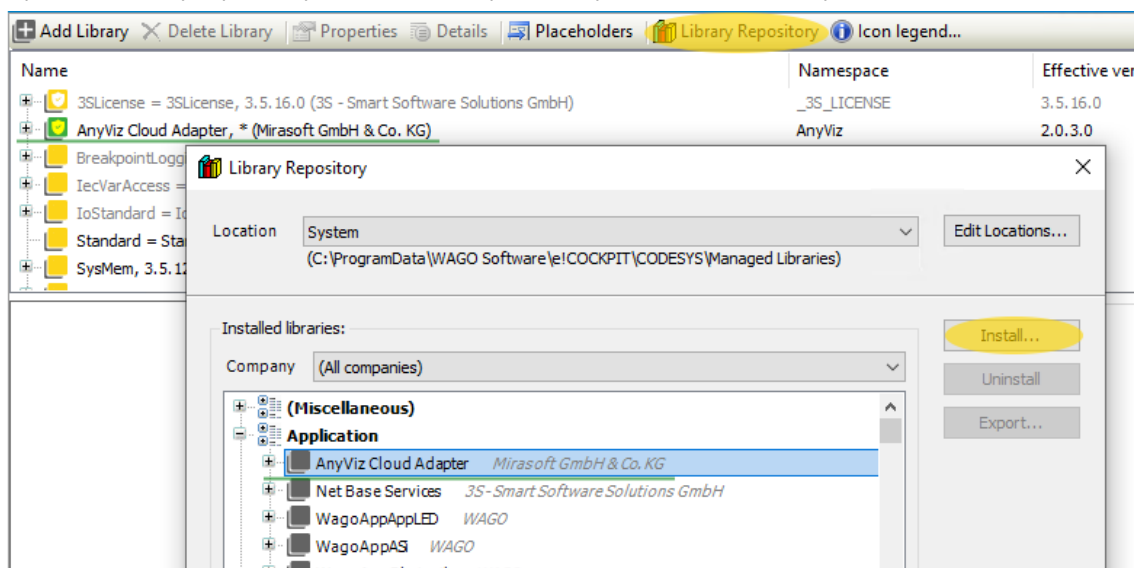 Add Library Delete Library Properties Details Placeholders Library Repository Icon legend...
Name Namespace Effective ver
3SLicense = 3SLicense, 3.5.16.0 (3S - Smart Software Solutions GmbH) _3S_LICENSE 3.5.16.0
AnyViz Cloud Adapter, * (Mirasoft GmbH & Co. KG) AnyViz 2.0.3.0
BreakpointLogg
IecVarAccess =
IoStandard = Io
Standard = Sta
SysMem, 3.5.12
Library Repository
Location System Edit Locations...
(C:\ProgramData\WAGO Software\e!COCKPIT\CODESYS\Managed Libraries)
Installed libraries:
Install...
Company (All companies)
Uninstall
(Miscellaneous)
Export...
Application
AnyViz Cloud Adapter Mirasoft GmbH & Co. KG
Net Base Services 3S-Smart Software Solutions GmbH
WagoAppAppLED WAGO
WagoAppASi WAGO